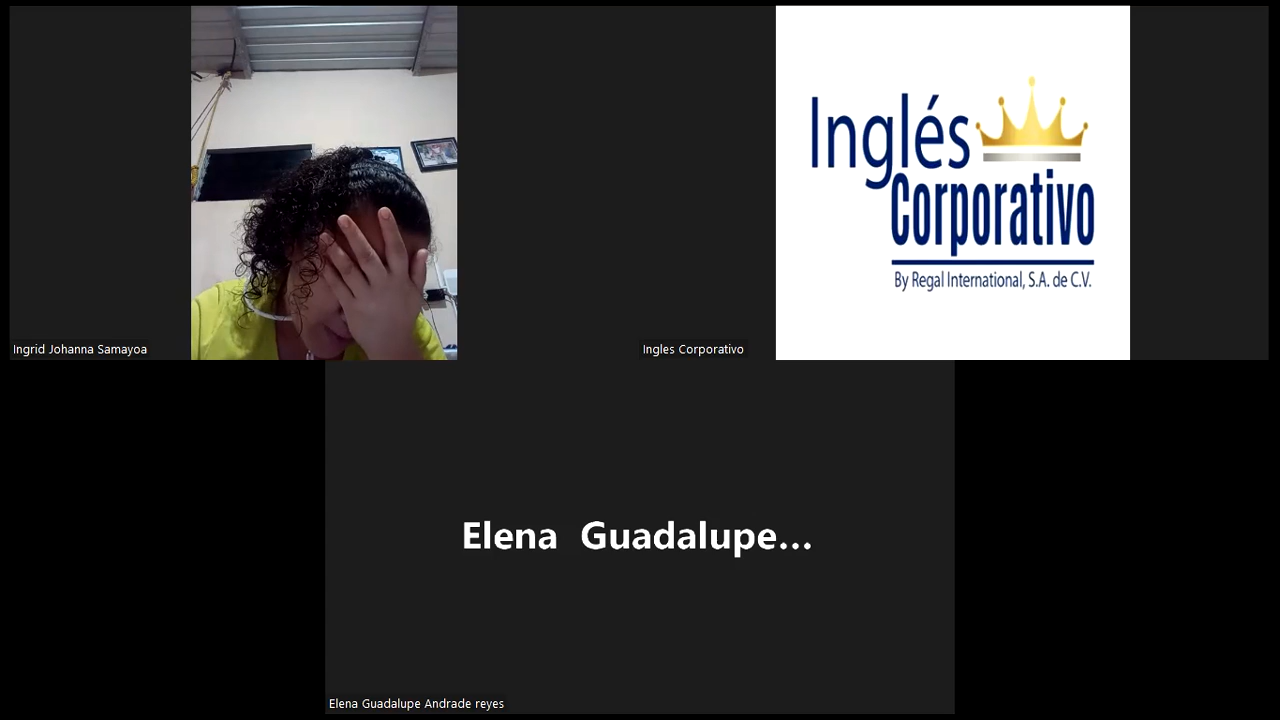 Inglés
Corporativo
By Regal International, S.A. de C.V.
Ingrid Johanna Samayoa
Ingles Corporativo
Elena Guadalupe...
Elena Guadalupe Andrade reyes